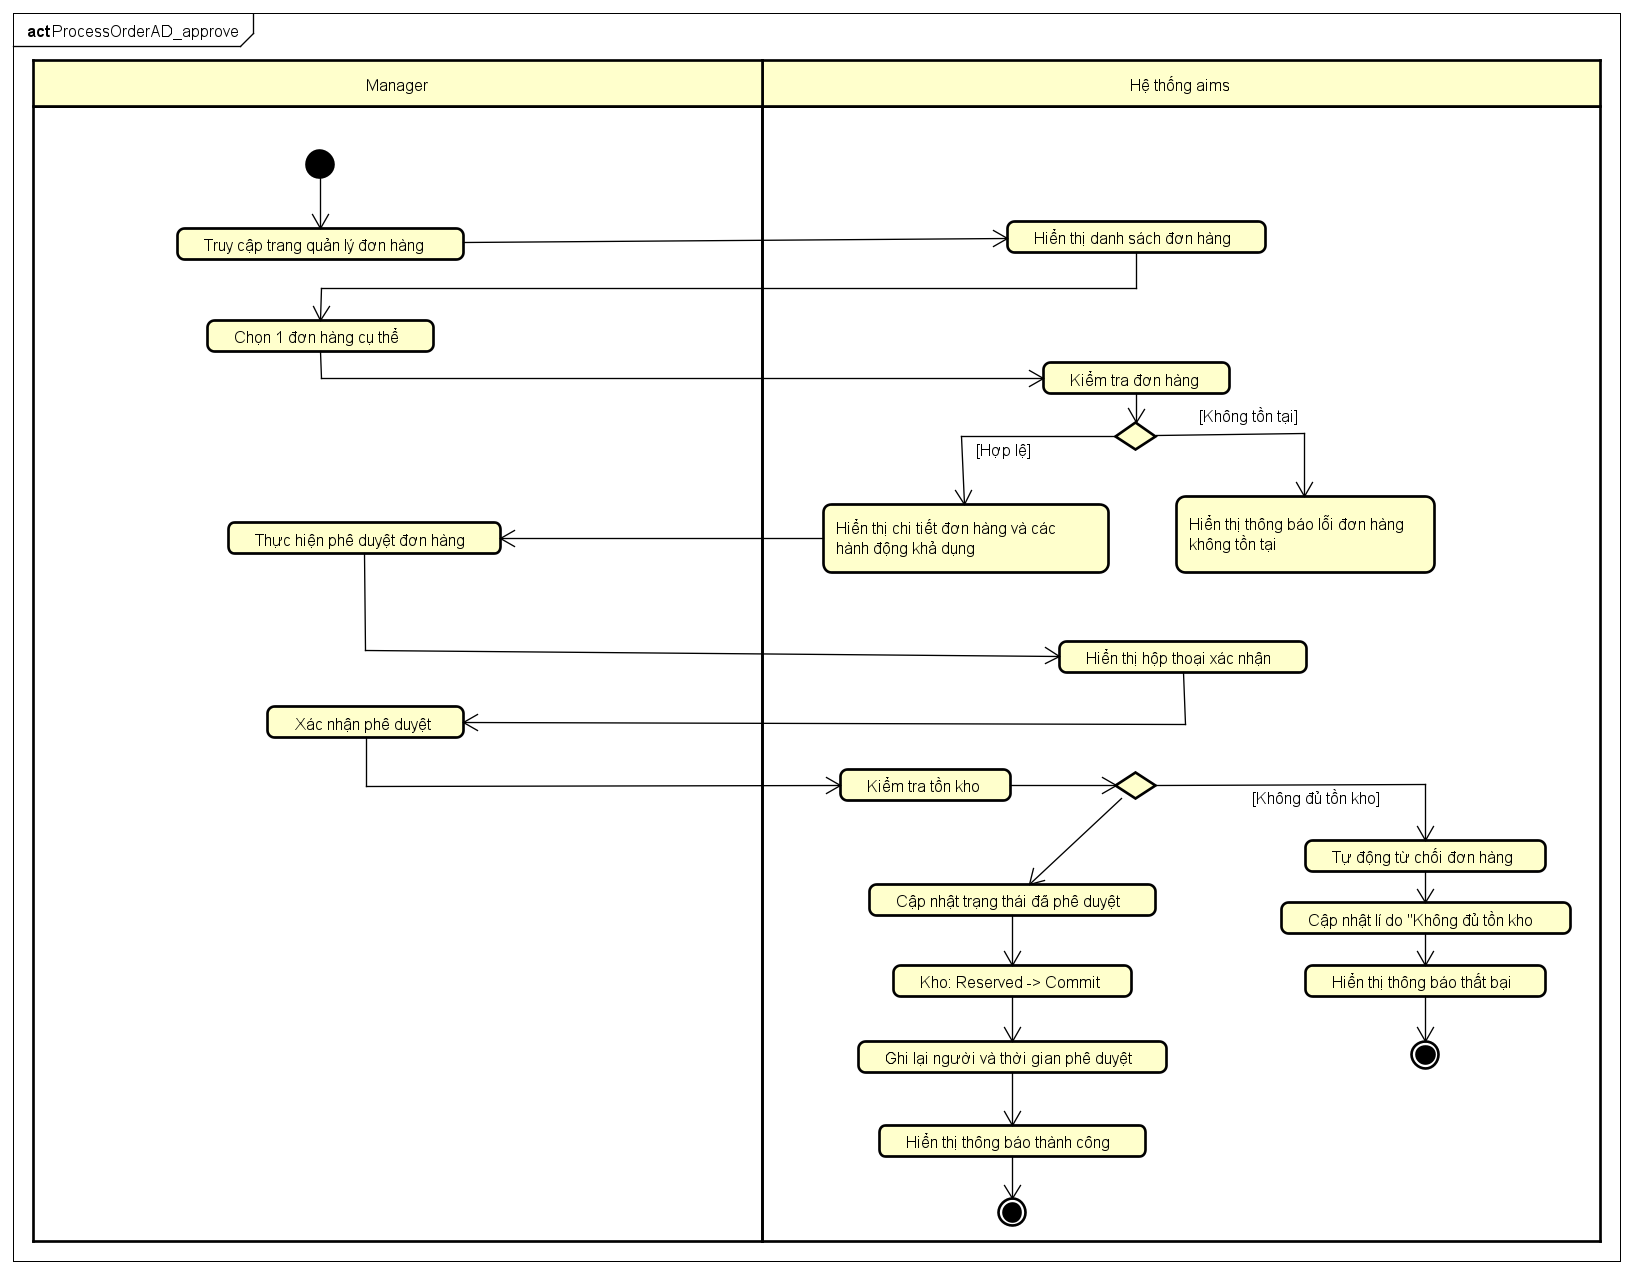 actProcessOrderAD_approve
Manager
Hệ thống aims
Truy cập trang quản lý đơn hàng
Hiển thị danh sách đơn hàng
Chọn 1 đơn hàng cụ thể
Kiểm tra đơn hàng
[Không tồn tại]
[Hợp lệ]
Hiển thị chi tiết đơn hàng và các
hành động khả dụng
Hiển thị thông báo lỗi đơn hàng
không tồn tại
Thực hiện phê duyệt đơn hàng
Hiển thị hộp thoại xác nhận
Xác nhận phê duyệt
Kiểm tra tồn kho
[Không đủ tồn kho]
Tự động từ chối đơn hàng
Cập nhật trạng thái đã phê duyệt
Cập nhật lí do "Không đủ tồn kho
Kho: Reserved -> Commit
Hiển thị thông báo thất bại
Ghi lại người và thời gian phê duyệt
Hiển thị thông báo thành công